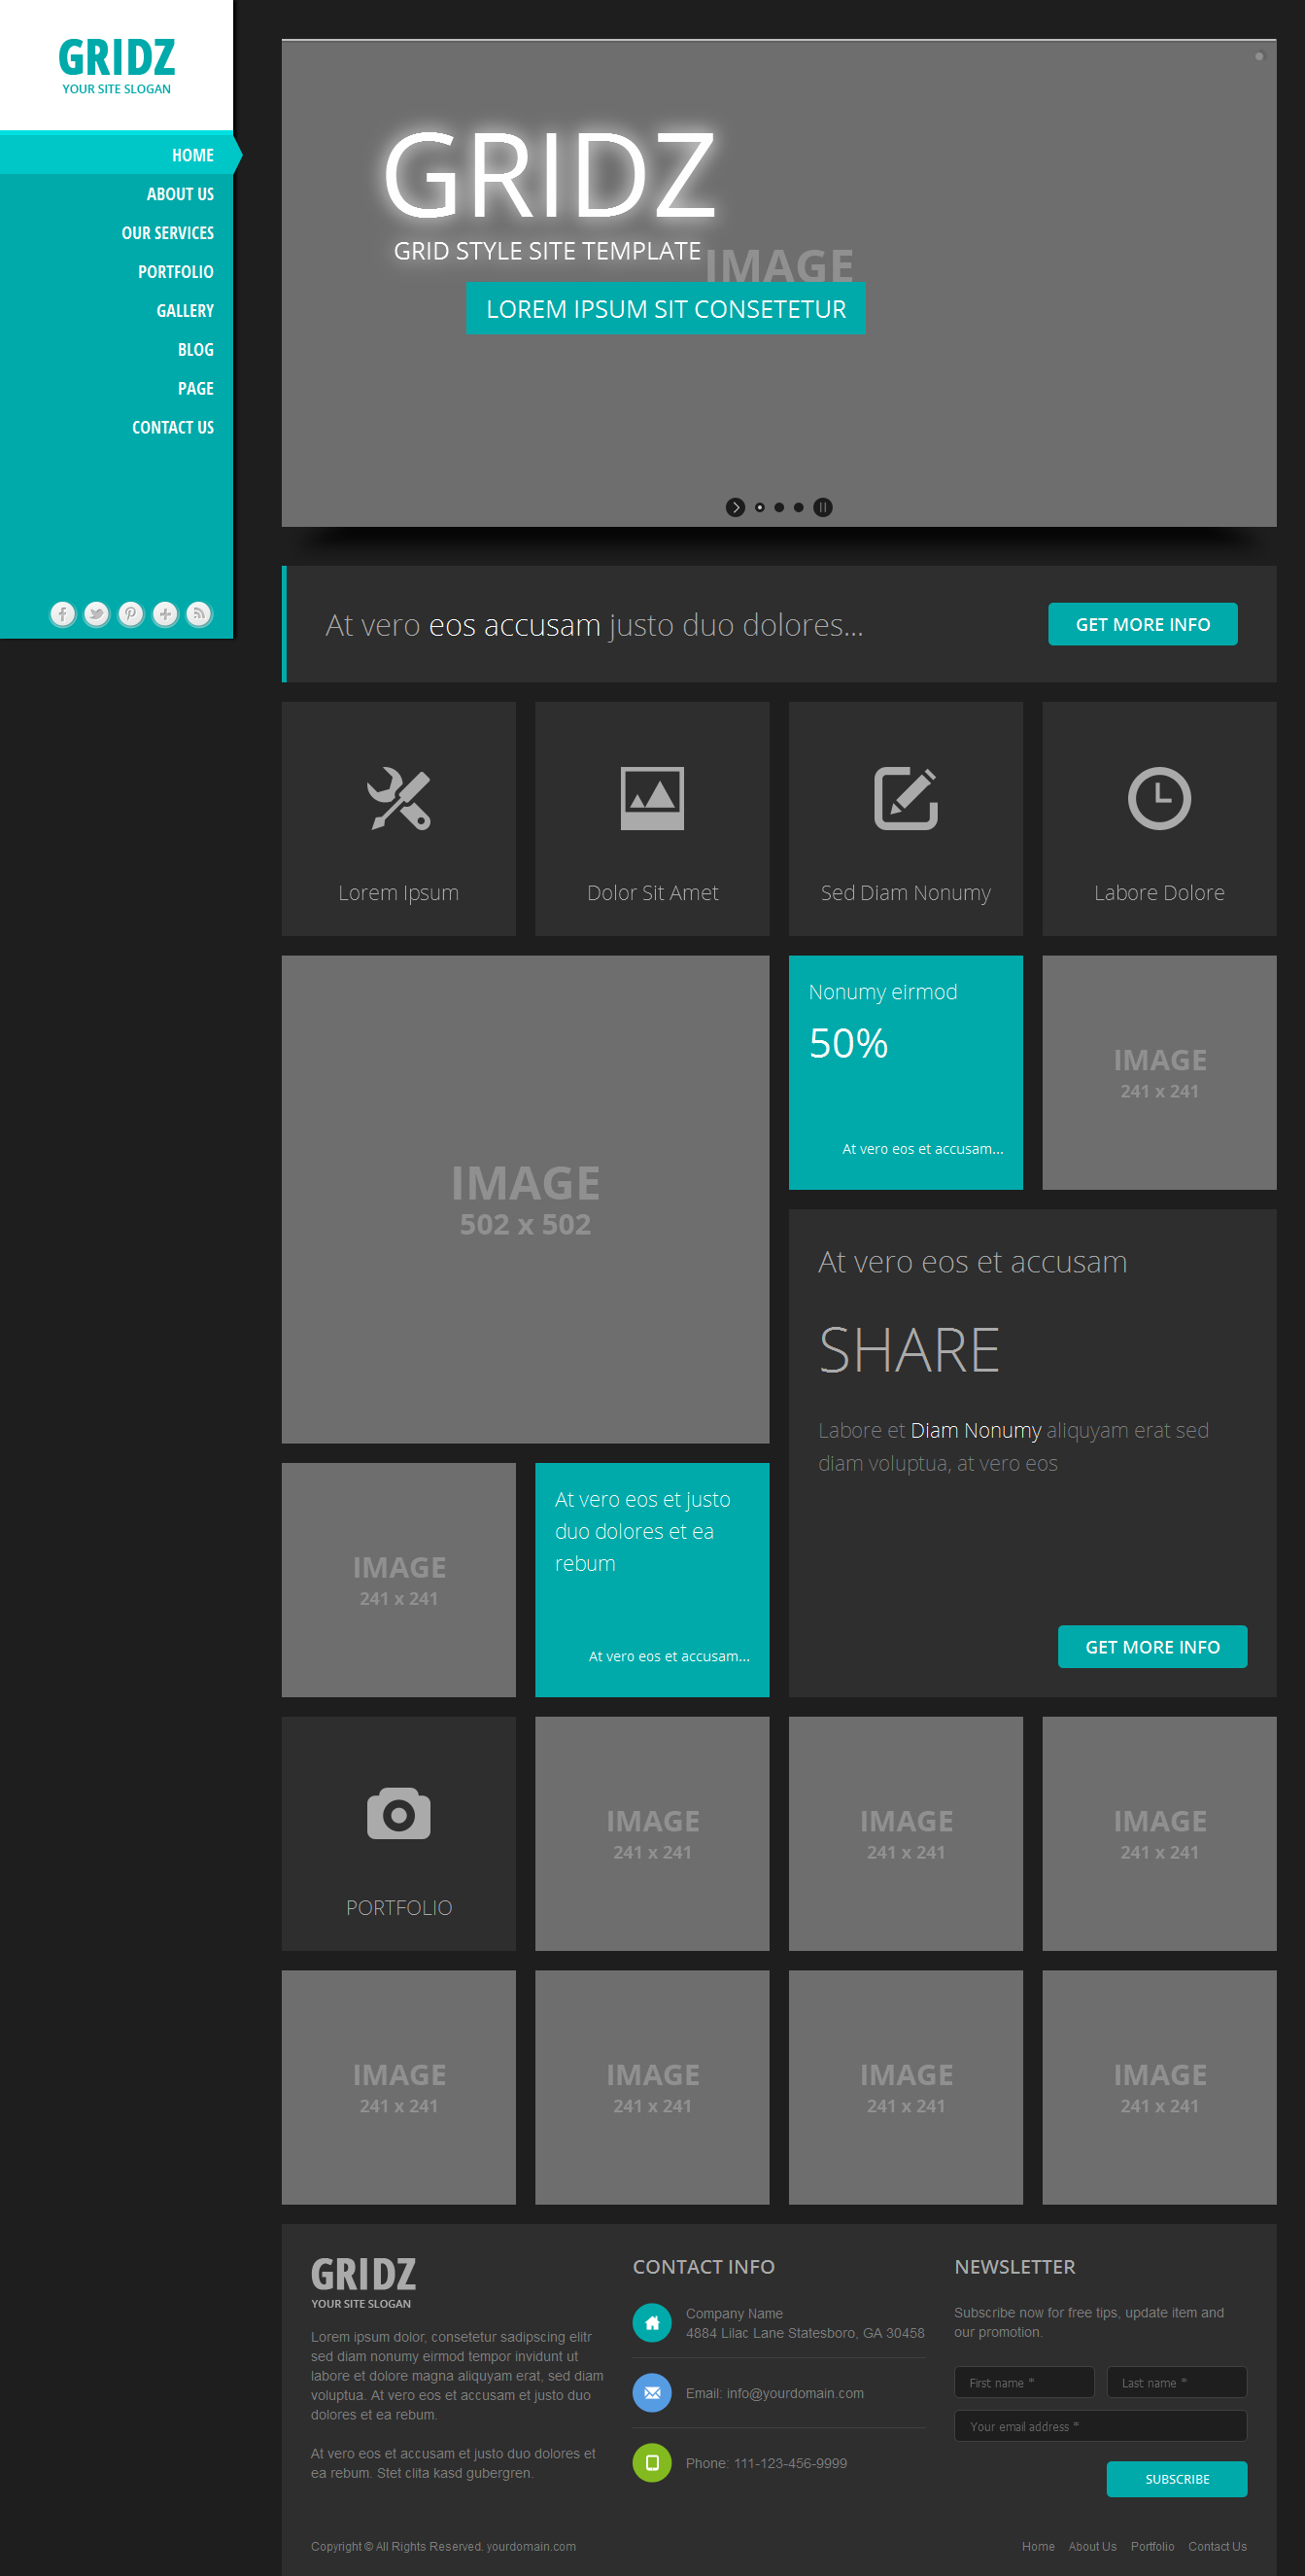 GRIDZ
YOUR SITE SLOGAN
HOME
ABOUT US
OUR SERVICES
PORTFOLIO
GALLERY
BLOG
PAGE
CONTACT US
GRIDZ
GRID STYLE SITE TEMPLATE
IMAGE
LOREM IPSUM SIT CONSETETUR
At vero eos accusam justo duo dolores...
GET MORE INFO
Lorem Ipsum
Dolor Sit Amet
Sed Diam Nonumy
Labore Dolore
IMAGE
502 x 502
Nonumy eirmod
50%
At vero eos et accusam...
IMAGE
241 x 241
At vero eos et accusam
SHARE
Labore et Diam Nonumy aliquyam erat sed
diam voluptua, at vero eos
GET MORE INFO
IMAGE
241 x 241
At vero eos et justo
duo dolores et ea
rebum
At vero eos et accusam...
PORTFOLIO
IMAGE
241 x 241
IMAGE
241 x 241
IMAGE
241 x 241
IMAGE
241 x 241
IMAGE
241 x 241
IMAGE
241 x 241
IMAGE
241 x 241
GRIDZ
YOUR SITE SLOGAN
Lorem ipsum dolor, consetetur sadipscing elitr
sed diam nonumy eirmod tempor invidunt ut
labore et dolore magna aliquyam erat, sed diam
voluptua. At vero eos et accusam et justo duo
dolores et ea rebum.
At vero eos et accusam et justo duo dolores et
ea rebum. Stet clita kasd gubergren.
CONTACT INFO
Company Name
4884 Lilac Lane Statesboro, GA 30458
Email: info@yourdomain.com
Phone: 111-123-456-9999
NEWSLETTER
Subscribe now for free tips, update item and
our promotion.
First name *
Last name *
Your email address *
SUBSCRIBE
Copyright © All Rights Reserved. yourdomain.com
Home About Us Portfolio Contact Us